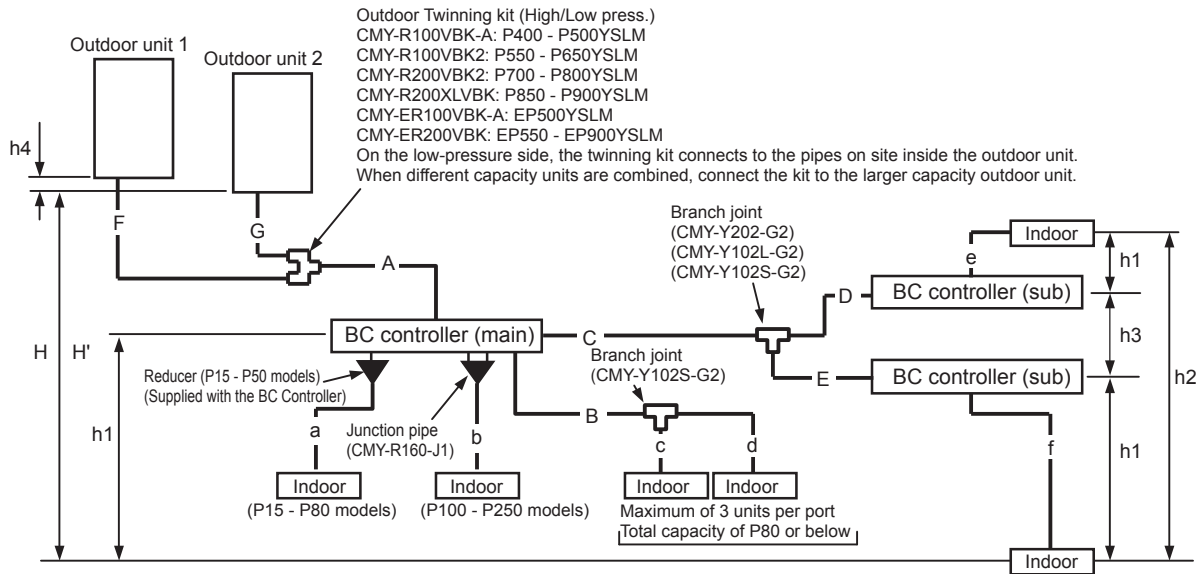 Outdoor Twinning kit (High/Low press.)
CMY-R100VBK-A: P400 - P500YSLM
CMY-R100VBK2: P550 - P650YSLM
CMY-R200VBK2: P700 - P800YSLM
CMY-R200XLVBK: P850 - P900YSLM
CMY-ER100VBK-A: EP500YSLM
CMY-ER200VBK: EP550 - EP900YSLM
On the low-pressure side, the twinning kit connects to the pipes on site inside the outdoor unit.
When different capacity units are combined, connect the kit to the larger capacity outdoor unit.
Outdoor unit 1
Outdoor unit 2
h4
F
G
A
H
H'
h1
BC controller (main)
Reducer (P15 - P50 models)
(Supplied with the BC Controller)
a
Junction pipe
(CMY-R160-J1)
b
Indoor
(P15 - P80 models)
Indoor
(P100 - P250 models)
C
B
Branch joint
(CMY-Y102S-G2)
c
d
Indoor
Indoor
Maximum of 3 units per port
Total capacity of P80 or below
Branch joint
(CMY-Y202-G2)
(CMY-Y102L-G2)
(CMY-Y102S-G2)
D
E
e
Indoor
BC controller (sub)
BC controller (sub)
f
Indoor
h1
h3
h1
h2